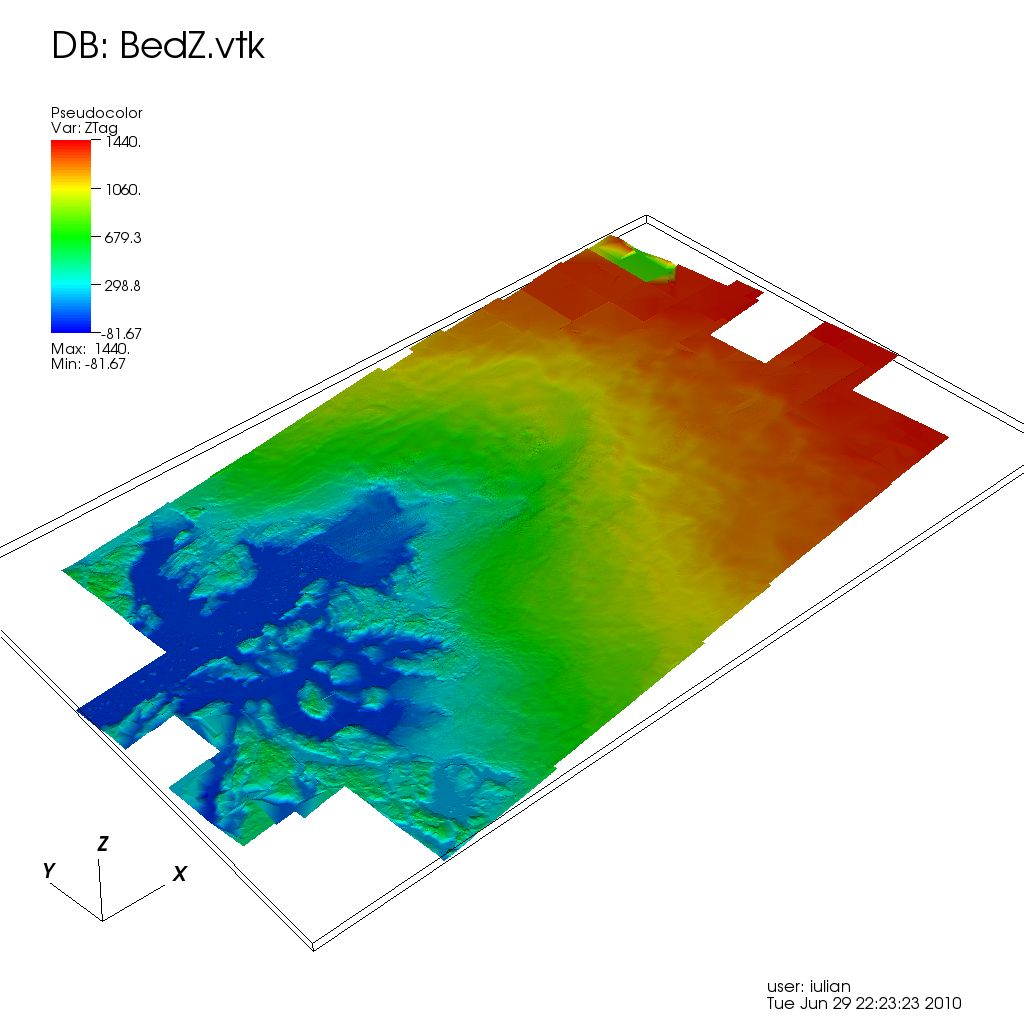 DB: BedZ.vtk
Pseudocolor
Var: ZTag
1440.
1060.
679.3
298.8
-81.67
Max: 1440.
Min: -81.67
Z
Y
X
user: iulian
Tue Jun 29 22:23:23 2010